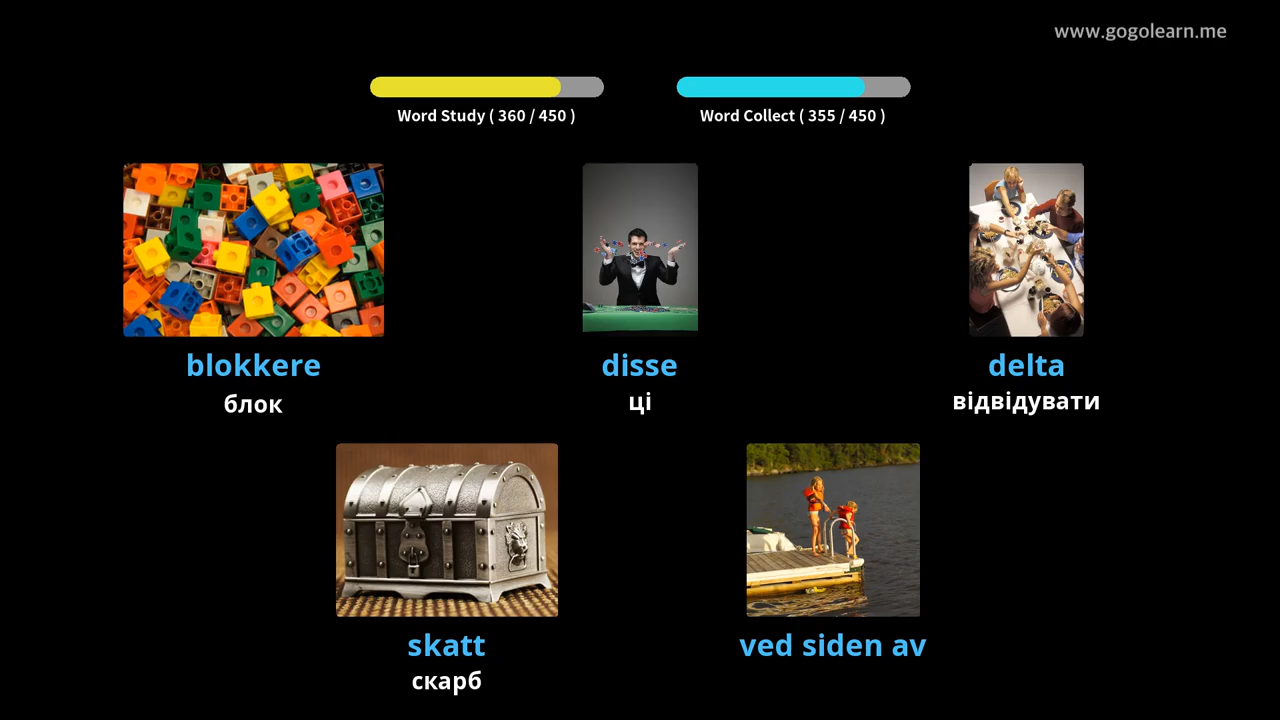 www.gogolearn.me
Word Study ( 360 / 450 )
Word Collect ( 355 / 450 )
blokkere
блок
disse
ці
delta
відвідувати
skatt
скарб
ved siden av